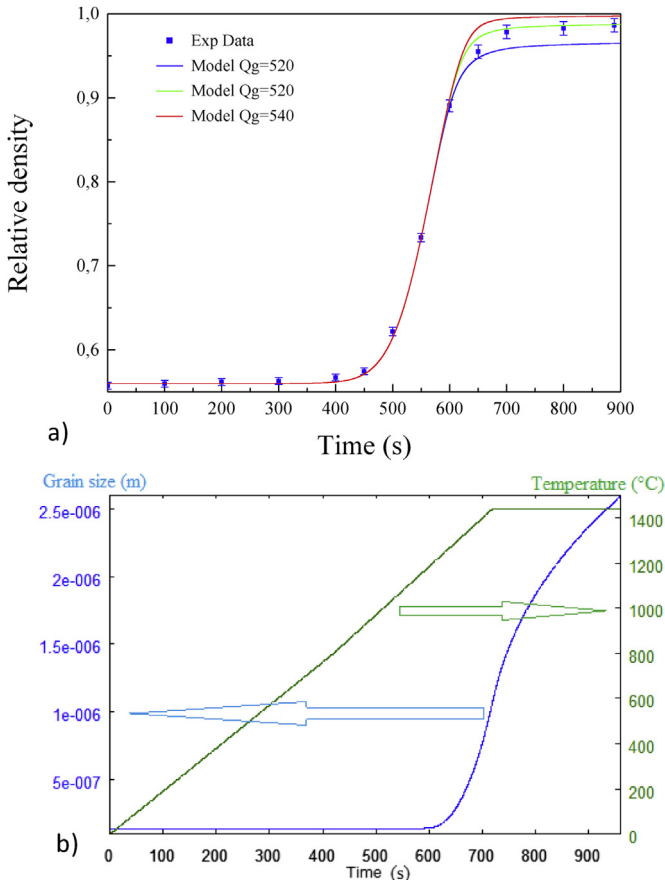 1,0
0,9
0,8
0,7
0,6
Relative density
Exp Data
Model Qg=520
Model Qg=520
Model Qg=540
0 100 200 300 400 500 600 700 800 900
a)
Time (s)
Grain size (m)
Temperature (°C)
2.5e-006
2e-006
1.5e-006
1e-006
5e-007
1400
1200
1000
800
600
400
200
0
0 100 200 300 400 500 600 700 800 900
b)
Time (s)